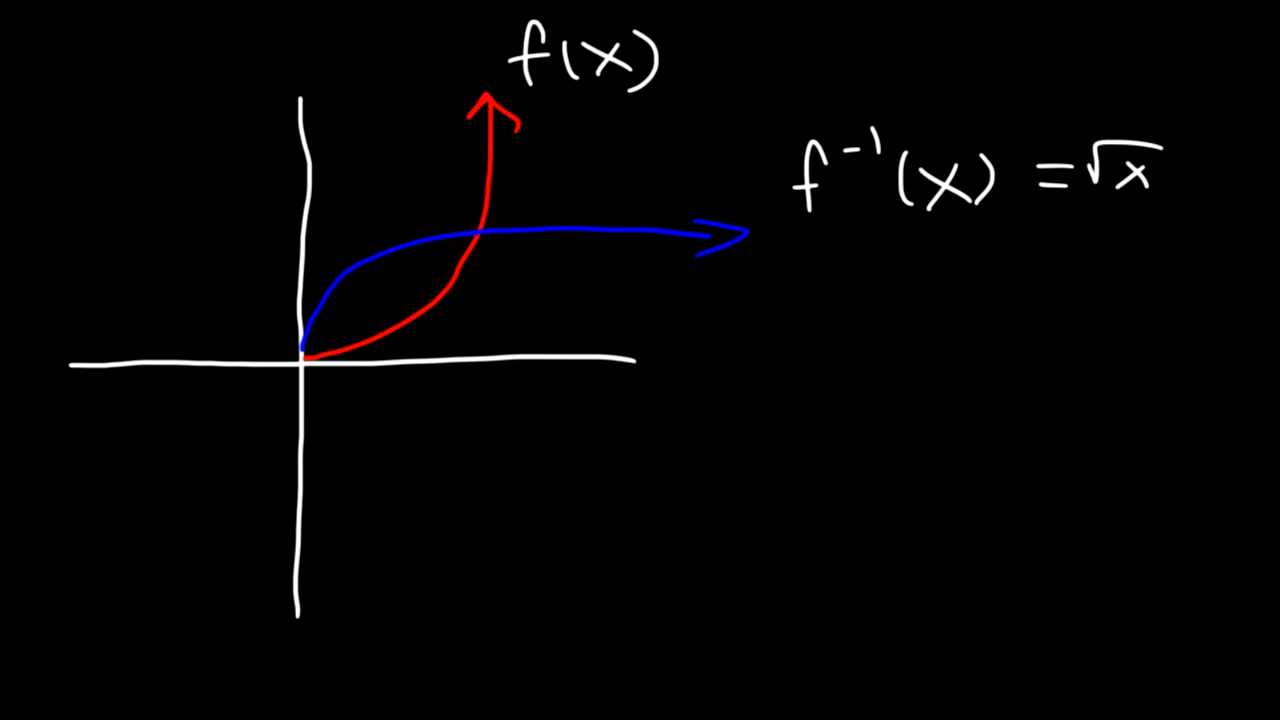 f(x)
f⁻¹(x) = √x